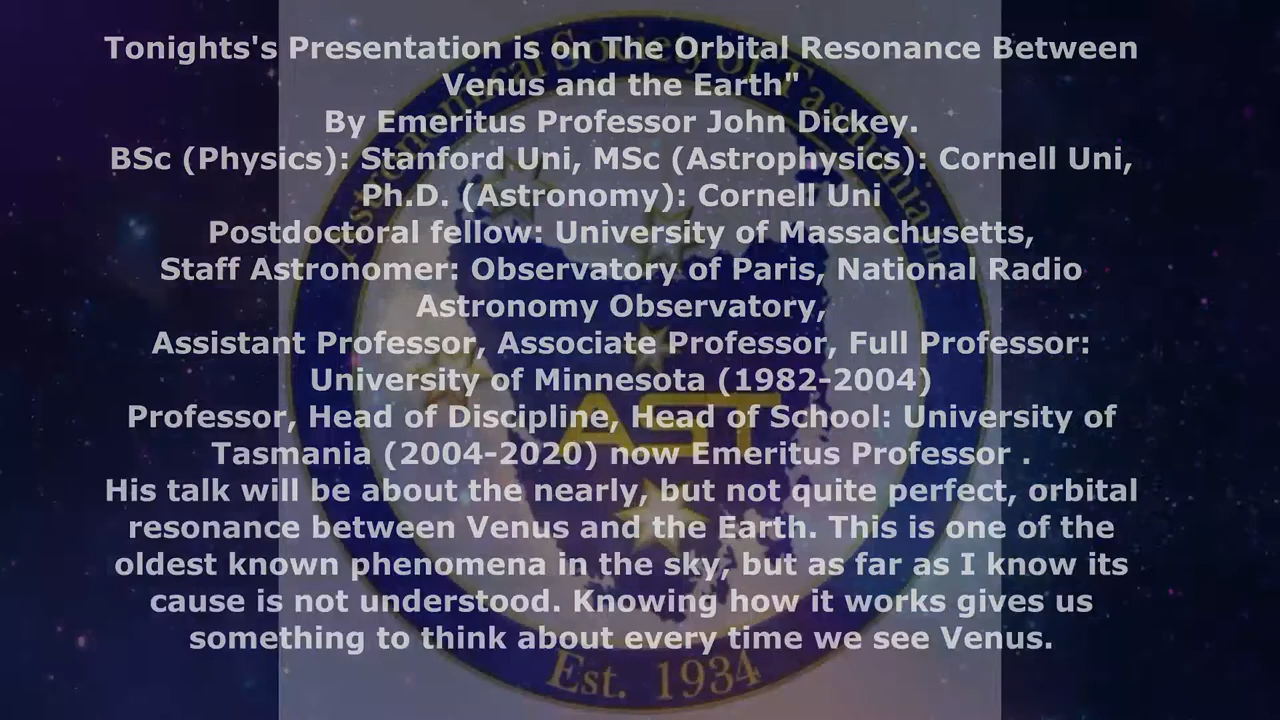 Tonights's Presentation is on The Orbital Resonance Between
Venus and the Earth"
By Emeritus Professor John Dickey.
BSc (Physics): Stanford Uni, MSc (Astrophysics): Cornell Uni,
Ph.D. (Astronomy): Cornell Uni
Postdoctoral fellow: University of Massachusetts,
Staff Astronomer: Observatory of Paris, National Radio
Astronomy Observatory,
Assistant Professor, Associate Professor, Full Professor:
University of Minnesota (1982-2004)
Professor, Head of Discipline, Head of School: University of
Tasmania (2004-2020) now Emeritus Professor .
His talk will be about the nearly, but not quite perfect, orbital
resonance between Venus and the Earth. This is one of the
oldest known phenomena in the sky, but as far as I know its
cause is not understood. Knowing how it works gives us
something to think about every time we see Venus.
Astronomical Society of Tasmania
AST
Est. 1934